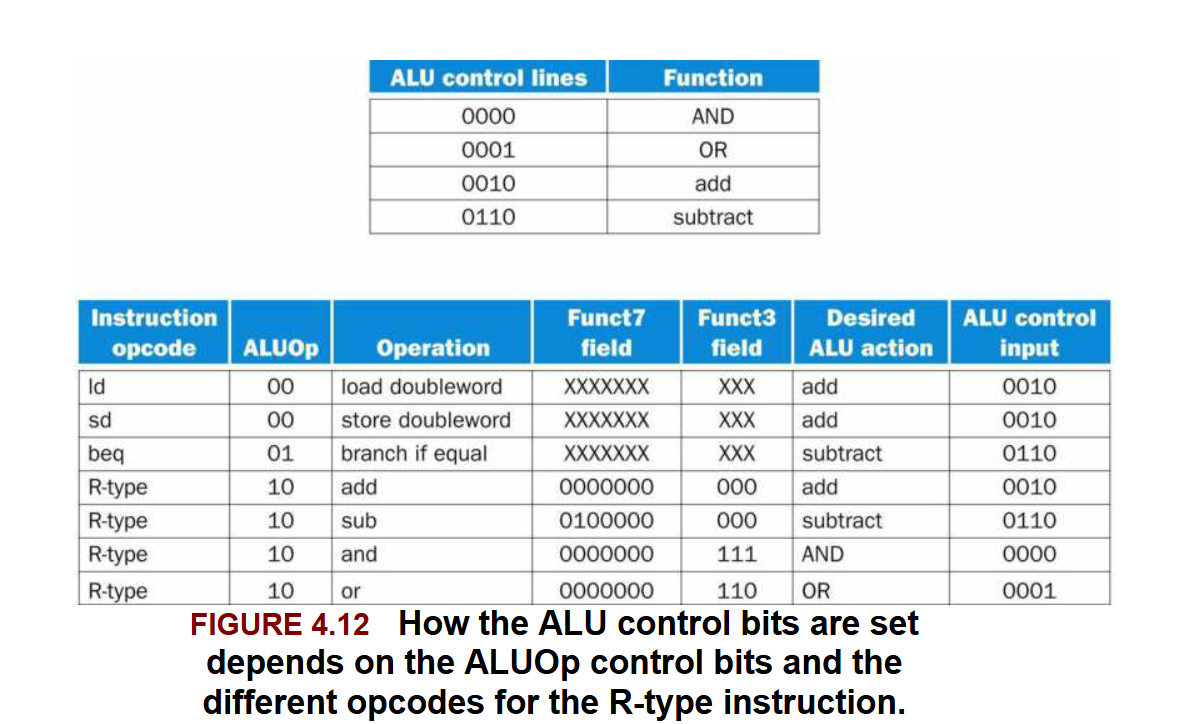 ALU control lines Function
0000 AND
0001 OR
0010 add
0110 subtract
Instruction opcode ALUOp Operation Funct7 field Funct3 field Desired ALU action ALU control input
ld 00 load doubleword XXXXXXX XXX add 0010
sd 00 store doubleword XXXXXXX XXX add 0010
beq 01 branch if equal XXXXXXX XXX subtract 0110
R-type 10 add 0000000 000 add 0010
R-type 10 sub 0100000 000 subtract 0110
R-type 10 and 0000000 111 AND 0000
R-type 10 or 0000000 110 OR 0001
FIGURE 4.12 How the ALU control bits are set
depends on the ALUOp control bits and the
different opcodes for the R-type instruction.